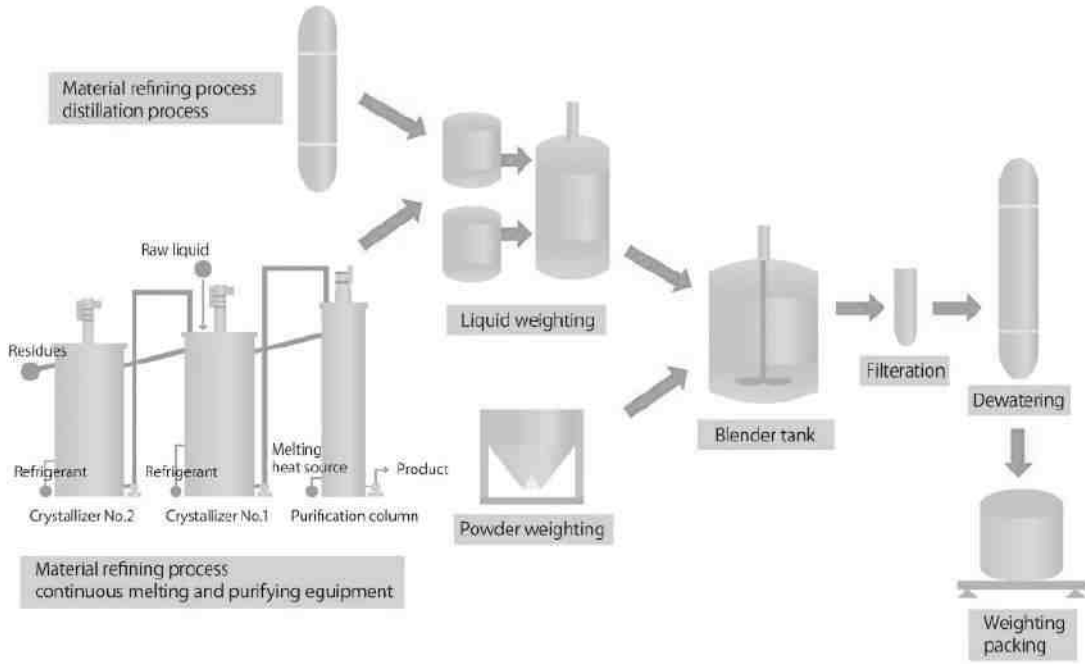 Material refining process
distillation process
Raw liquid
Liquid weighting
Residues
Filteration
Dewatering
Blender tank
Refrigerant
Refrigerant
Melting
heat source
Product
Crystallizer No.2
Crystallizer No.1
Purification column
Powder weighting
Material refining process
continuous melting and purifying equipment
Weighting
packing